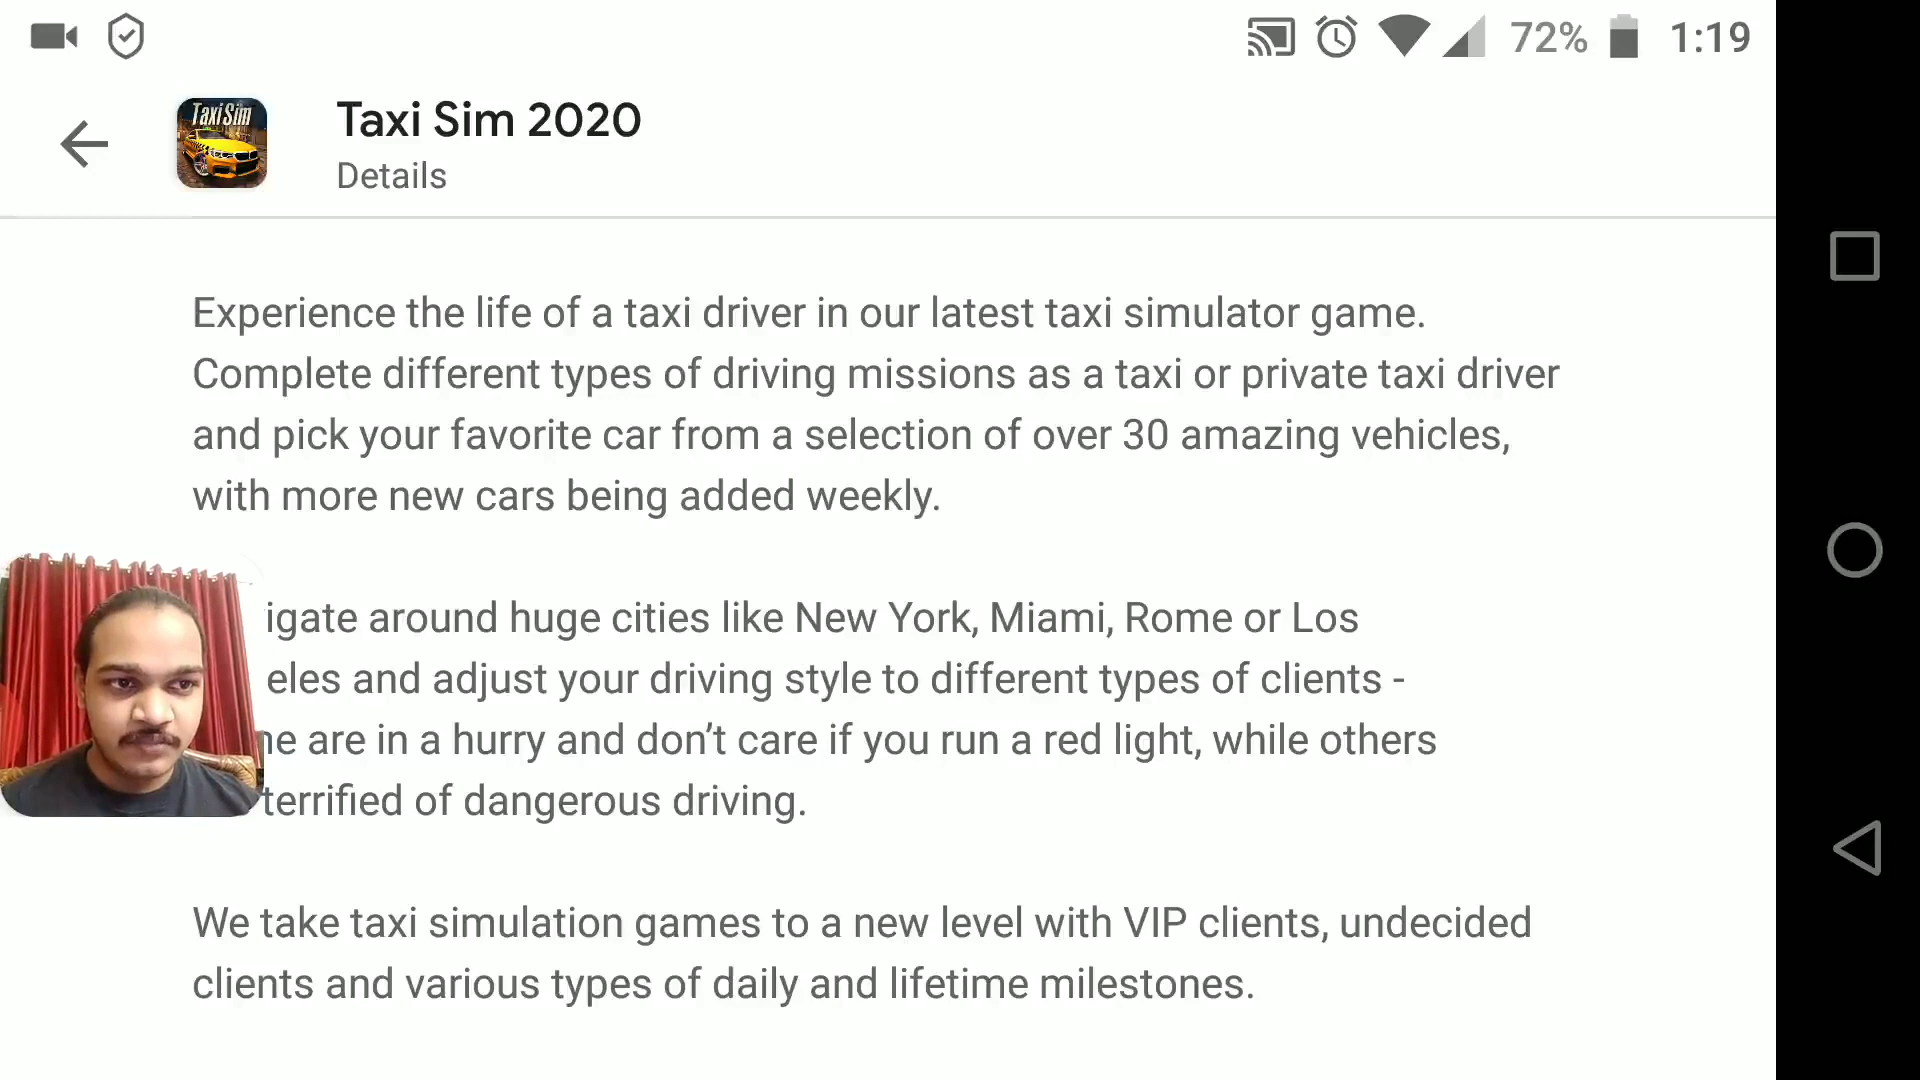 72% 1:19
Taxi Sim
Taxi Sim 2020
Details
Experience the life of a taxi driver in our latest taxi simulator game.
Complete different types of driving missions as a taxi or private taxi driver
and pick your favorite car from a selection of over 30 amazing vehicles,
with more new cars being added weekly.
igate around huge cities like New York, Miami, Rome or Los
eles and adjust your driving style to different types of clients -
ne are in a hurry and don’t care if you run a red light, while others
terrified of dangerous driving.
We take taxi simulation games to a new level with VIP clients, undecided
clients and various types of daily and lifetime milestones.